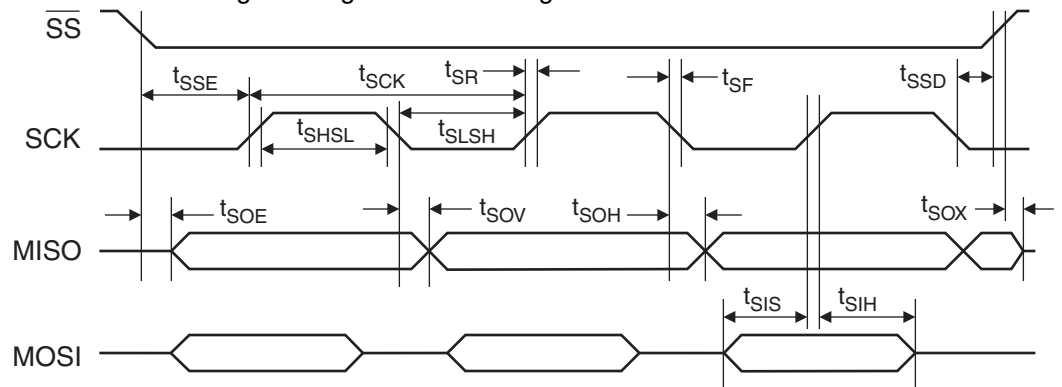 SS
tSSE
tSCK
tSR
tSF
tSSD
SCK
tSHSL
tSLSH
tSOE
tSOV
tSOH
tSOX
MISO
tSIS
tSIH
MOSI